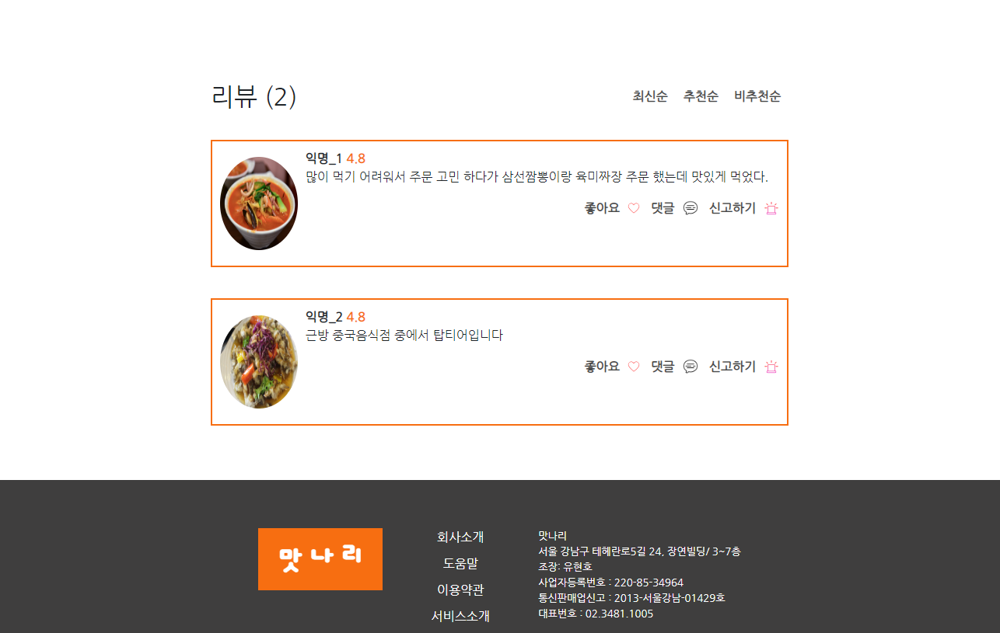 리뷰 (2)
최신순 추천순 비추천순
익명_1 4.8
많이 먹기 어려워서 주문 고민 하다가 삼선짬뽕이랑 육미짜장 주문 했는데 맛있게 먹었다.
좋아요 댓글 신고하기
익명_2 4.8
근방 중국음식점 중에서 탑티어입니다
좋아요 댓글 신고하기
맛나리
회사소개
도움말
이용약관
서비스소개
맛나리
서울 강남구 테헤란로5길 24, 장연빌딩/ 3~7층
조장: 유현호
사업자등록번호 : 220-85-34964
통신판매업신고 : 2013-서울강남-01429호
대표번호 : 02.3481.1005